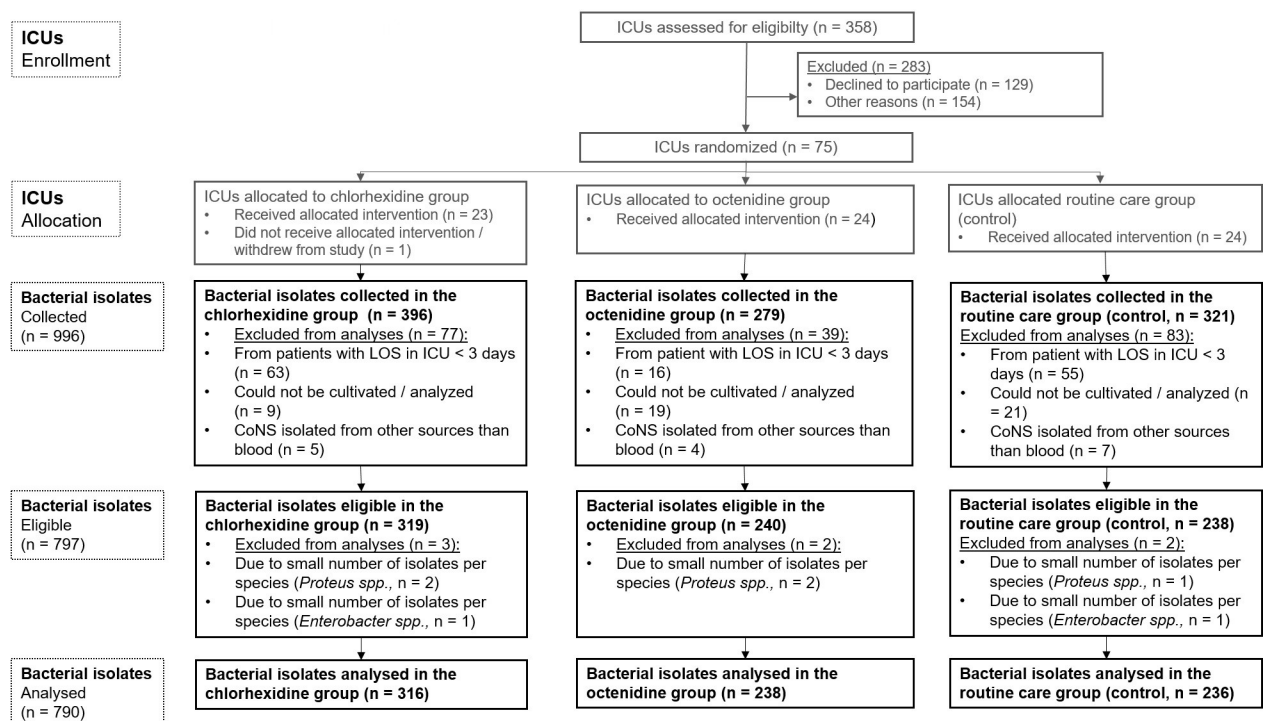 ICUs
Enrollment
ICUs assessed for eligibilty (n = 358)
Excluded (n = 283)
• Declined to participate (n = 129)
• Other reasons (n = 154)
ICUs randomized (n = 75)
ICUs
Allocation
ICUs allocated to chlorhexidine group
• Received allocated intervention (n = 23)
• Did not receive allocated intervention /
withdrew from study (n = 1)
ICUs allocated to octenidine group
• Received allocated intervention (n = 24)
ICUs allocated routine care group
(control)
• Received allocated intervention (n = 24)
Bacterial isolates
Collected
(n = 996)
Bacterial isolates collected in the
chlorhexidine group (n = 396)
• Excluded from analyses (n = 77):
• From patients with LOS in ICU < 3 days
(n = 63)
• Could not be cultivated / analyzed
(n = 9)
• CoNS isolated from other sources than
blood (n = 5)
Bacterial isolates collected in the
octenidine group (n = 279)
• Excluded from analyses (n = 39):
• From patient with LOS in ICU < 3 days
(n = 16)
• Could not be cultivated / analyzed
(n = 19)
• CoNS isolated from other sources than
blood (n = 4)
Bacterial isolates collected in the
routine care group (control, n = 321)
Excluded from analyses (n = 83):
• From patient with LOS in ICU < 3
days (n = 55)
• Could not be cultivated / analyzed (n
= 21)
• CoNS isolated from other sources
than blood (n = 7)
Bacterial isolates
Eligible
(n = 797)
Bacterial isolates eligible in the
chlorhexidine group (n = 319)
• Excluded from analyses (n = 3):
• Due to small number of isolates per
species (Proteus spp., n = 2)
• Due to small number of isolates per
species (Enterobacter spp., n = 1)
Bacterial isolates eligible in the
octenidine group (n = 240)
• Excluded from analyses (n = 2):
• Due to small number of isolates per
species (Proteus spp., n = 2)
Bacterial isolates eligible in the
routine care group (control, n = 238)
Excluded from analyses (n = 2):
• Due to small number of isolates per
species (Proteus spp., n = 1)
• Due to small number of isolates per
species (Enterobacter spp., n = 1)
Bacterial isolates
Analysed
(n = 790)
Bacterial isolates analysed in the
chlorhexidine group (n = 316)
Bacterial isolates analysed in the
octenidine group (n = 238)
Bacterial isolates analysed in the
routine care group (control, n = 236)